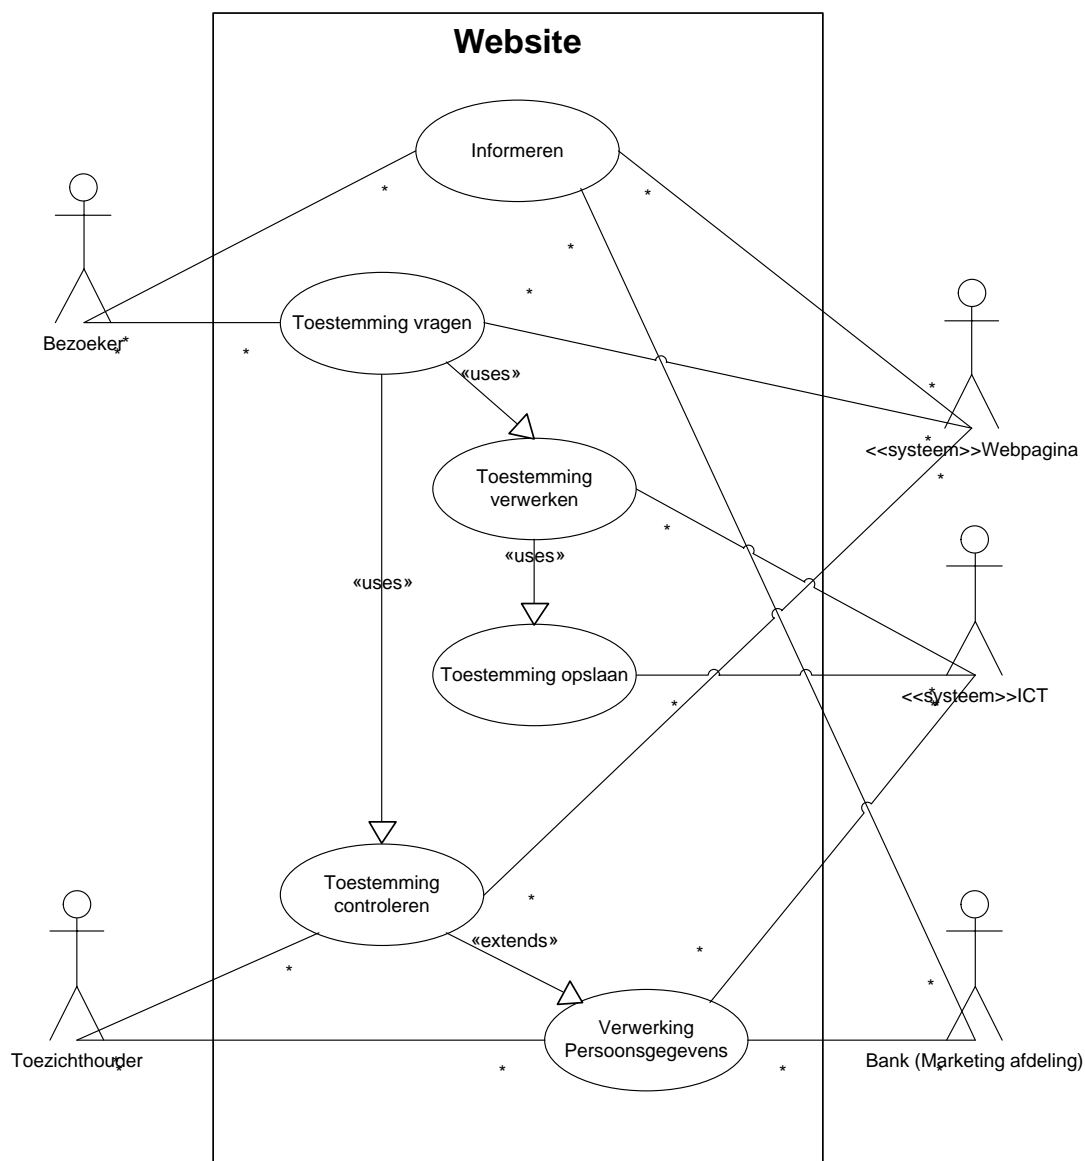 Website
Informeren
*
*
*
*
Toestemming vragen
Bezoeker
*
*
*
«uses»
*
<<systeem>>Webpagina
*
*
Toestemming
verwerken
*
«uses»
«uses»
Toestemming opslaan
<<systeem>>ICT
*
*
*
*
Toestemming
controleren
*
«extends»
*
*
*
Verwerking
Persoonsgegevens
Toezichthouder
*
*
*
*
Bank (Marketing afdeling)
*